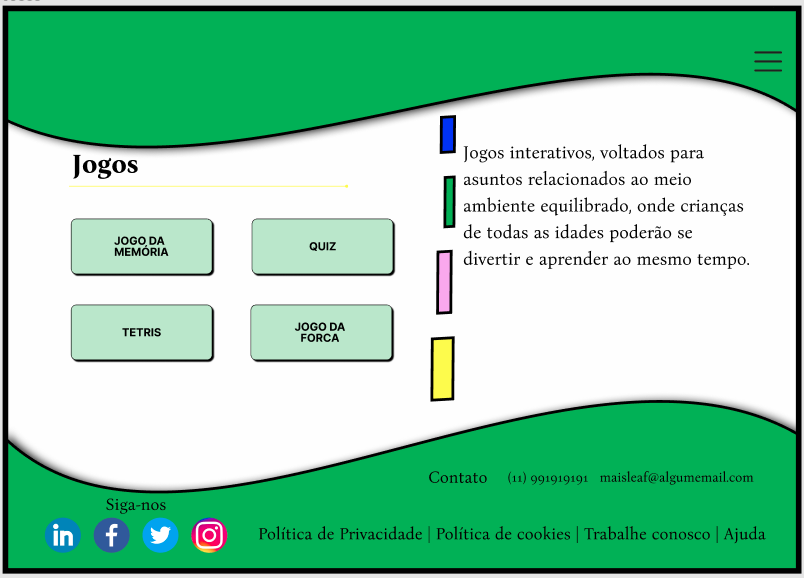 Jogos
JOGO DA
MEMÓRIA
QUIZ
TETRIS
JOGO DA
FORCA
Jogos interativos, voltados para
asuntos relacionados ao meio
ambiente equilibrado, onde crianças
de todas as idades poderão se
divertir e aprender ao mesmo tempo.
Contato (11) 991919191 maisleaf@algumemail.com
Siga-nos
in f
Política de Privacidade | Política de cookies | Trabalhe conosco | Ajuda